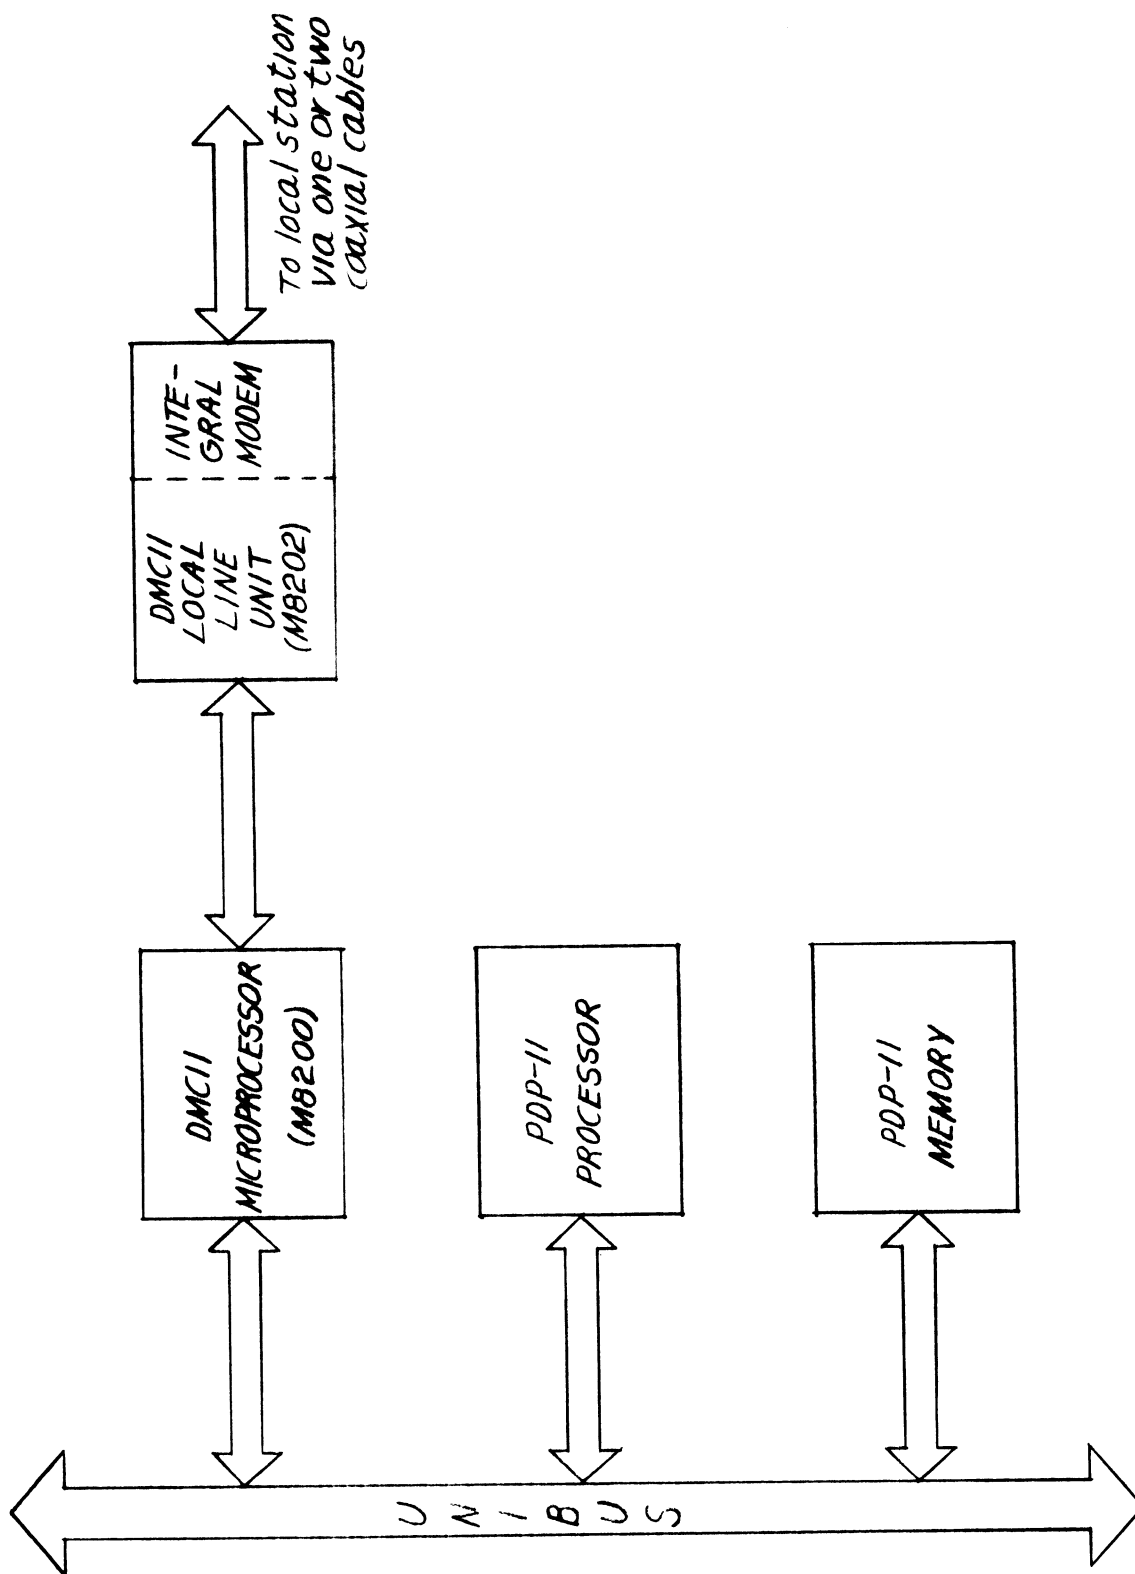 UNIBUS
DMC11
MICROPROCESSOR
(M8200)
DMC11
LOCAL
LINE
UNIT
(M8202)
INTE-
GRAL
MODEM
To local station
via one or two
coaxial cables
PDP-11
PROCESSOR
PDP-11
MEMORY